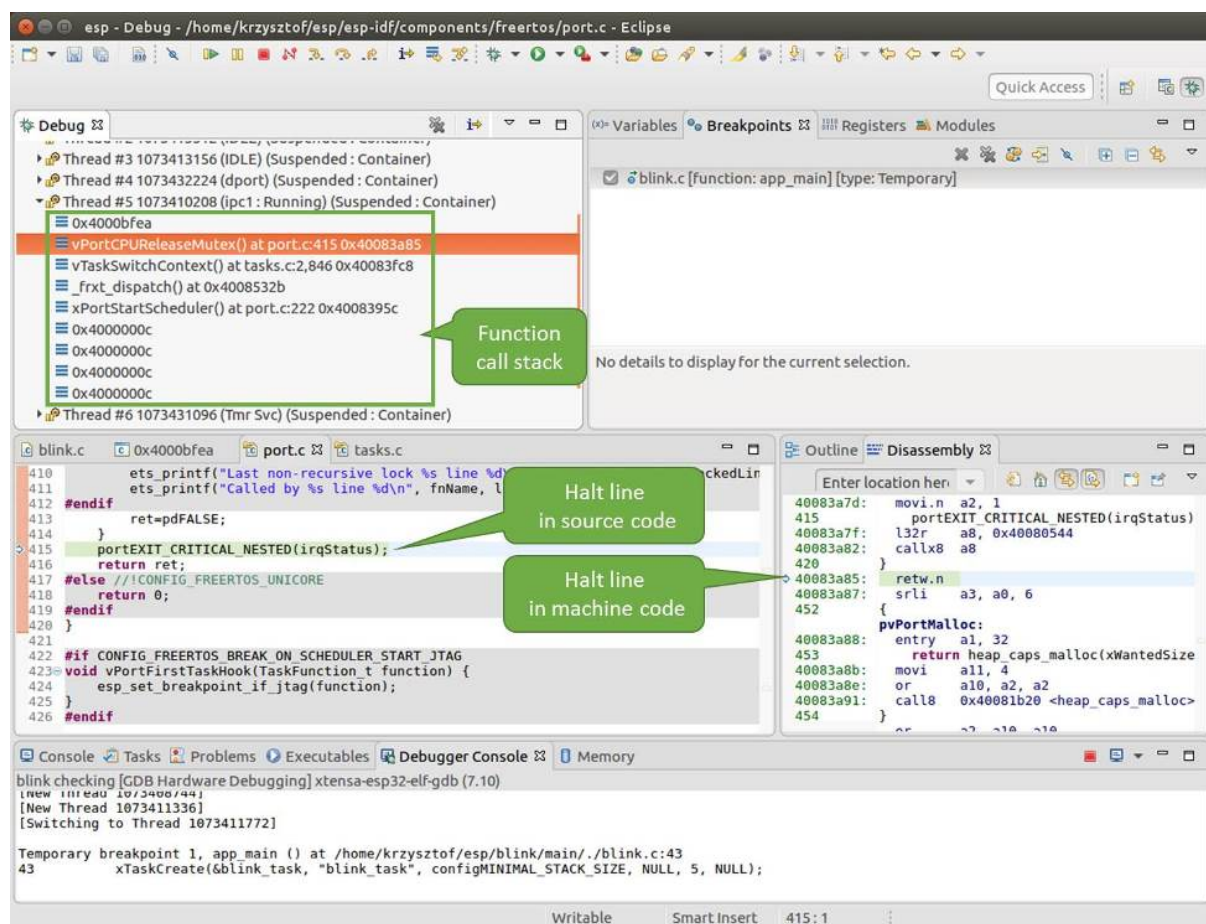 esp - Debug - /home/krzysztof/esp/esp-idf/components/freertos/port.c - Eclipse
Quick Access
Debug
Thread #3 1073413156 (IDLE) (Suspended : Container)
Thread #4 1073432224 (dport) (Suspended : Container)
Thread #5 1073410208 (ipc1 : Running) (Suspended : Container)
0x4000bfea
vPortCPUReleaseMutex() at port.c:415 0x40083a85
vTaskSwitchContext() at tasks.c:2,846 0x40083fc8
_frxt_dispatch() at 0x4008532b
xPortStartScheduler() at port.c:222 0x4008395c
0x4000000c
0x4000000c
0x4000000c
0x4000000c
Thread #6 1073431096 (Tmr Svc) (Suspended : Container)
Function
call stack
Variables Breakpoints Registers Modules
blink.c [function: app_main] [type: Temporary]
No details to display for the current selection.
blink.c 0x4000bfea port.c tasks.c
410 ets_printf("Last non-recursive lock %s line %d ckedLin
411 ets_printf("Called by %s line %d\n", fnName, l
412 #endif
413 ret=pdFALSE;
414 }
415 portEXIT_CRITICAL_NESTED(irqStatus);
416 return ret;
417 #else //!CONFIG_FREERTOS_UNICORE
418 return 0;
419 #endif
420 }
421
422 #if CONFIG_FREERTOS_BREAK_ON_SCHEDULER_START_JTAG
423 void vPortFirstTaskHook(TaskFunction_t function) {
424 esp_set_breakpoint_if_jtag(function);
425 }
426 #endif
Halt line
in source code
Halt line
in machine code
Outline Disassembly
Enter location her
40083a7d: movi.n a2, 1
415 portEXIT_CRITICAL_NESTED(irqStatus)
40083a7f: l32r a8, 0x40080544
40083a82: callx8 a8
420 }
40083a85: retw.n
40083a87: srli a3, a0, 6
452 {
pvPortMalloc:
40083a88: entry a1, 32
453 return heap_caps_malloc(xWantedSize
40083a8b: movi a11, 4
40083a8e: or a10, a2, a2
40083a91: call8 0x40081b20 <heap_caps_malloc>
454 }
Console Tasks Problems Executables Debugger Console Memory
blink checking [GDB Hardware Debugging] xtensa-esp32-elf-gdb (7.10)
[New Thread 1073408744]
[New Thread 1073411336]
[Switching to Thread 1073411772]
Temporary breakpoint 1, app_main () at /home/krzysztof/esp/blink/main/./blink.c:43
43 xTaskCreate(&blink_task, "blink_task", configMINIMAL_STACK_SIZE, NULL, 5, NULL);
Writable Smart Insert 415 : 1